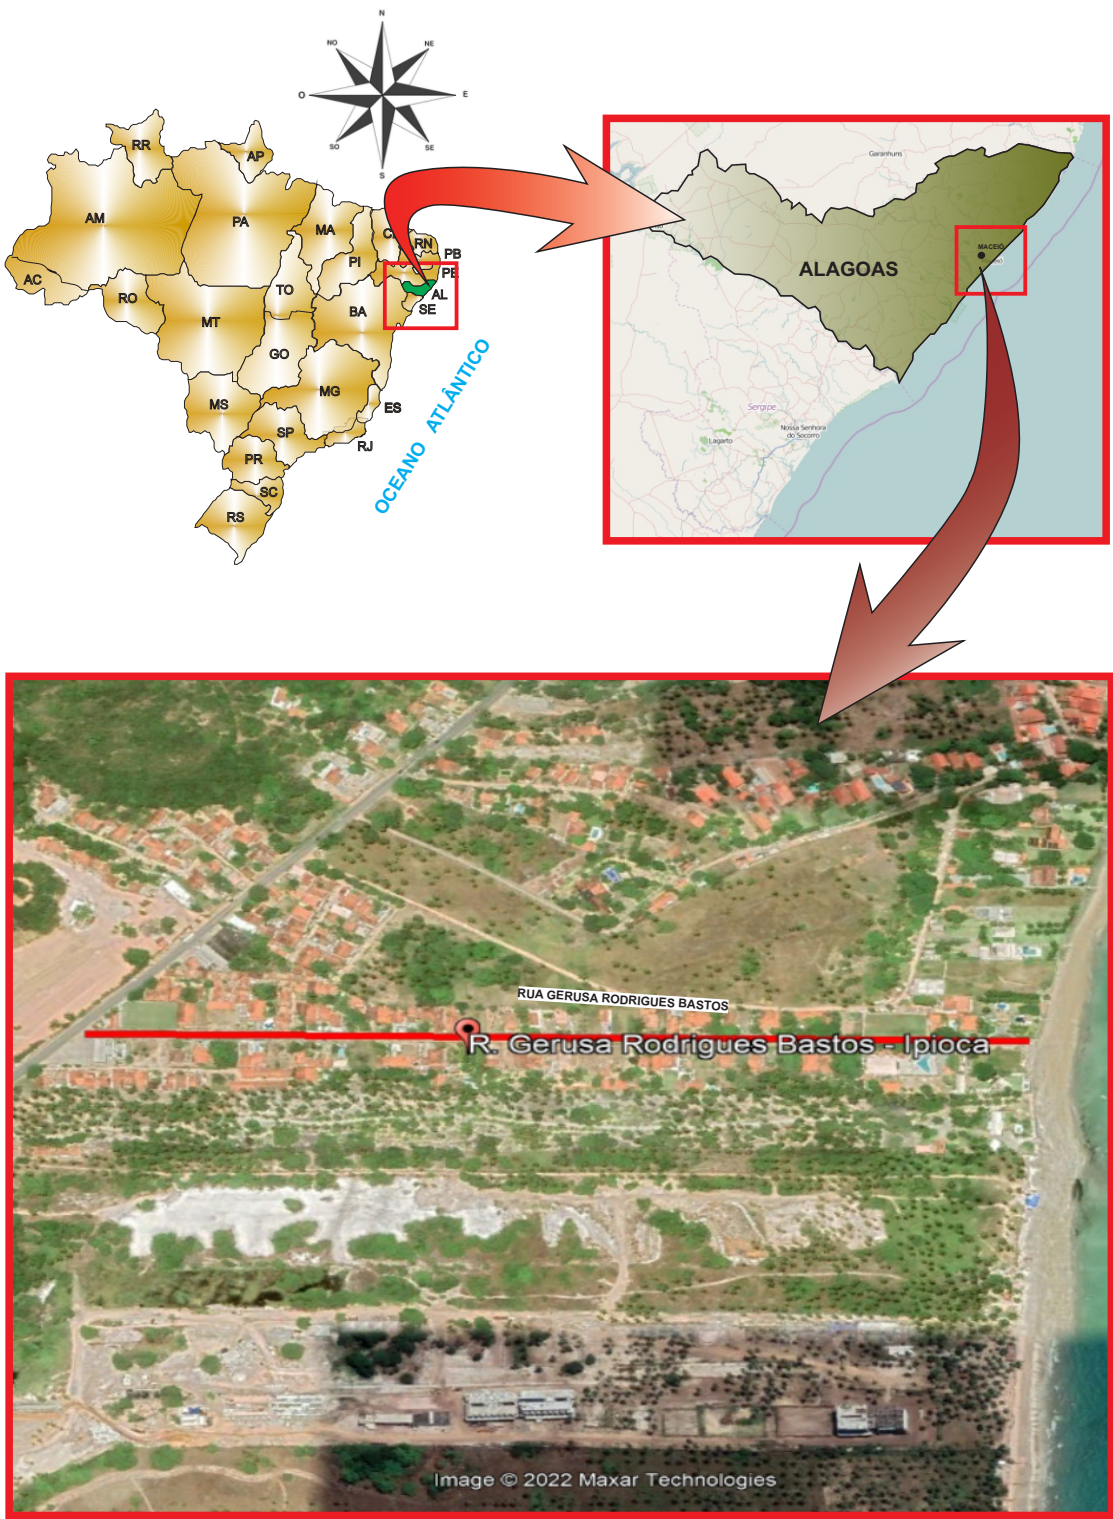 N
NO
NE
O
E
SO
SE
S
RR
AP
AM
PA
MA
RN
PB
PI
AC
RO
TO
AL
SE
BA
MT
GO
MG
MS
ES
SP
RJ
PR
SC
RS
OCEANO ATLÂNTICO
Garanhuns
MACEIÓ
ALAGOAS
Sergipe
Nossa Senhora
do Socorro
Lagarto
RUA GERUSA RODRIGUES BASTOS
R. Gerusa Rodrigues Bastos - Ipioca
Image © 2022 Maxar Technologies